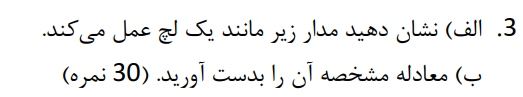 3. الف) نشان دهید مدار زیر مانند یک لچ عمل می‌کند.
ب) معادله مشخصه آن را بدست آورید. (30 نمره)